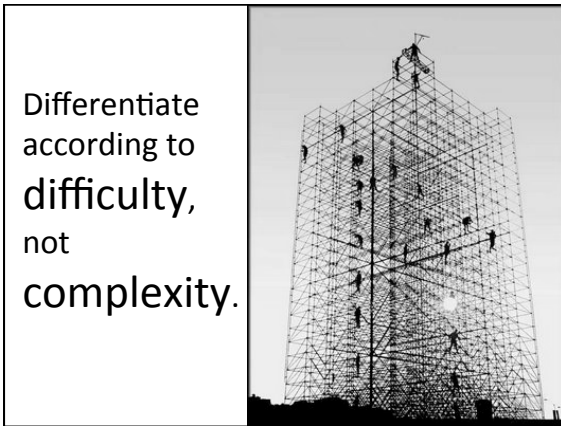 Differentiate
according to
difficulty,
not
complexity.